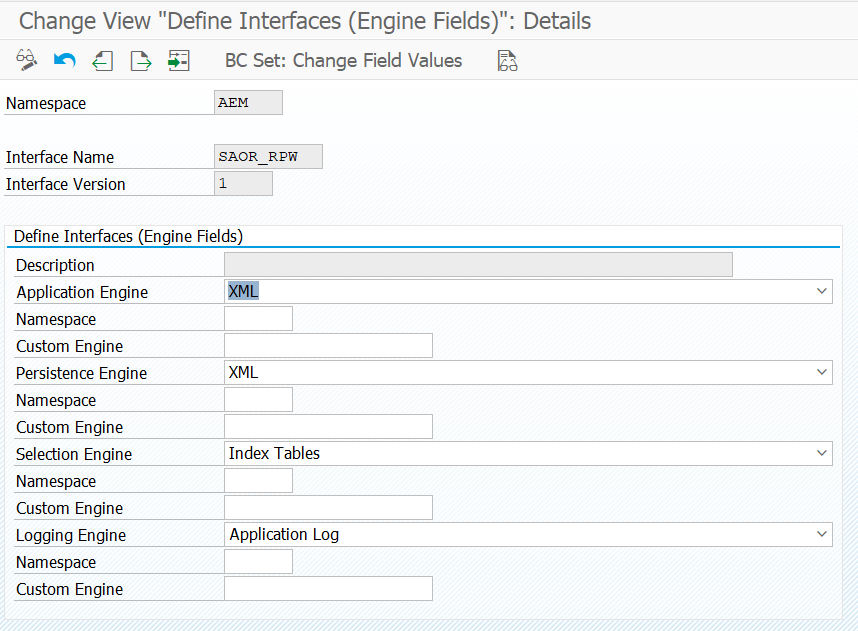 Change View "Define Interfaces (Engine Fields)": Details
BC Set: Change Field Values
Namespace AEM
Interface Name SAOR_RPW
Interface Version 1
Define Interfaces (Engine Fields)
Description
Application Engine XML
Namespace
Custom Engine
Persistence Engine XML
Namespace
Custom Engine
Selection Engine Index Tables
Namespace
Custom Engine
Logging Engine Application Log
Namespace
Custom Engine